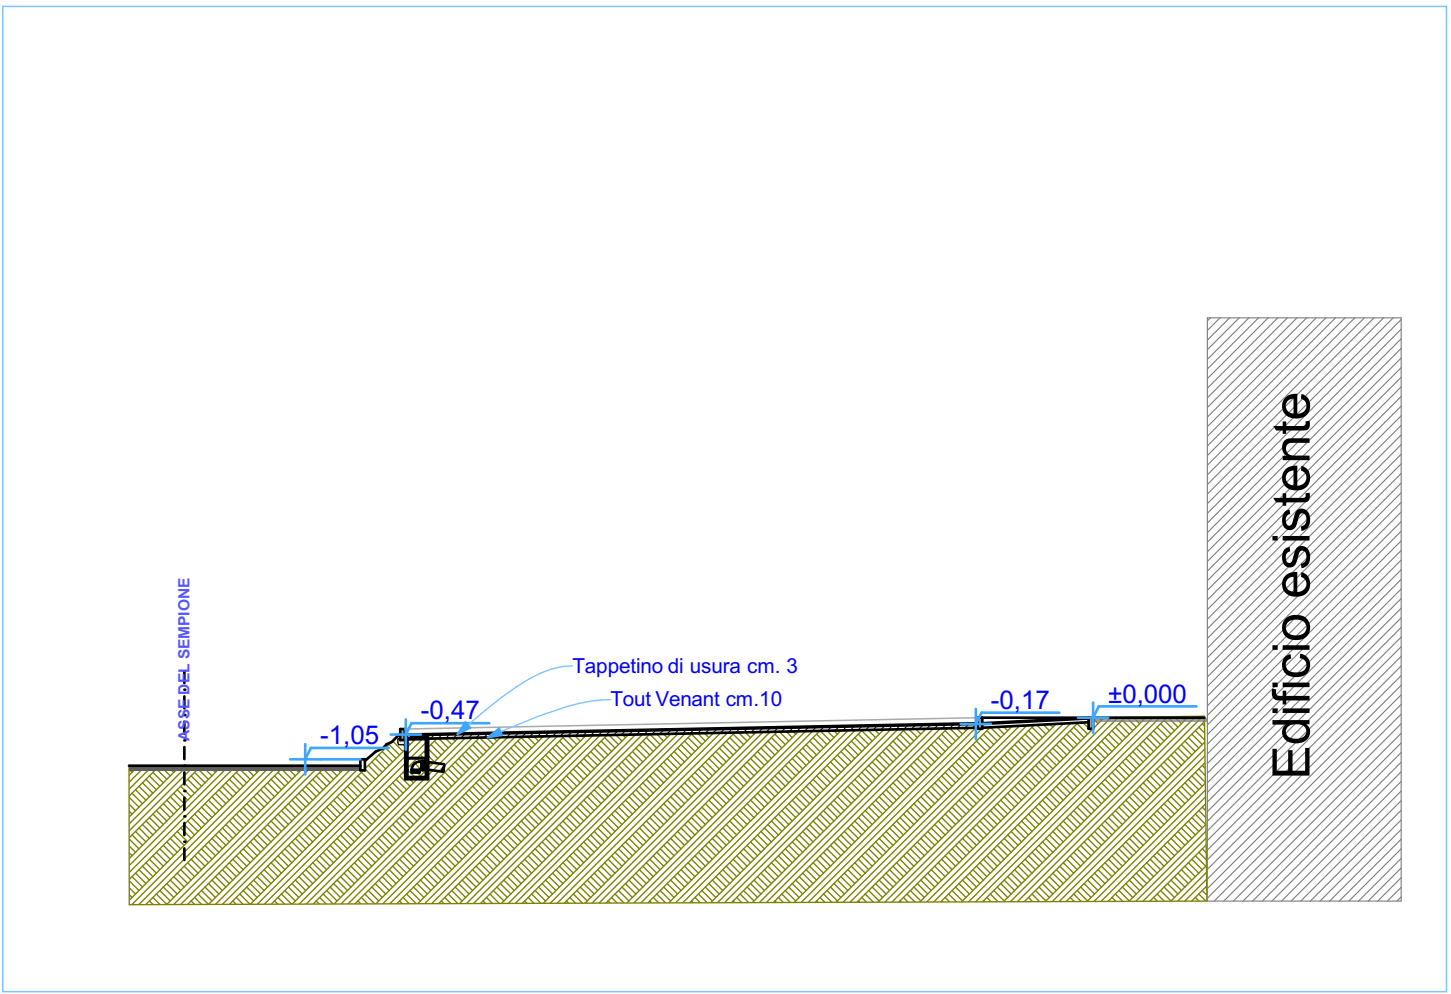 Edificio esistente
ASSE DEL SEMPIONE
Tappetino di usura cm. 3
Tout Venant cm.10
-1,05
-0,47
-0,17
±0,000